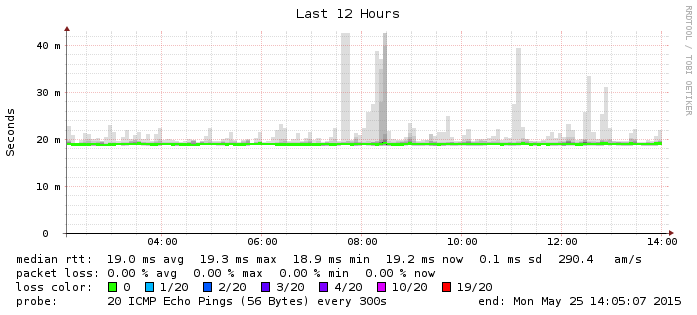 Last 12 Hours
RRDTOOL / TOBI OETIKER
Seconds
40 m
30 m
20 m
10 m
0
04:00 06:00 08:00 10:00 12:00 14:00
median rtt: 19.0 ms avg 19.3 ms max 18.9 ms min 19.2 ms now 0.1 ms sd 290.4 am/s
packet loss: 0.00 % avg 0.00 % max 0.00 % min 0.00 % now
loss color: 0 1/20 2/20 3/20 4/20 10/20 19/20
probe: 20 ICMP Echo Pings (56 Bytes) every 300s end: Mon May 25 14:05:07 2015